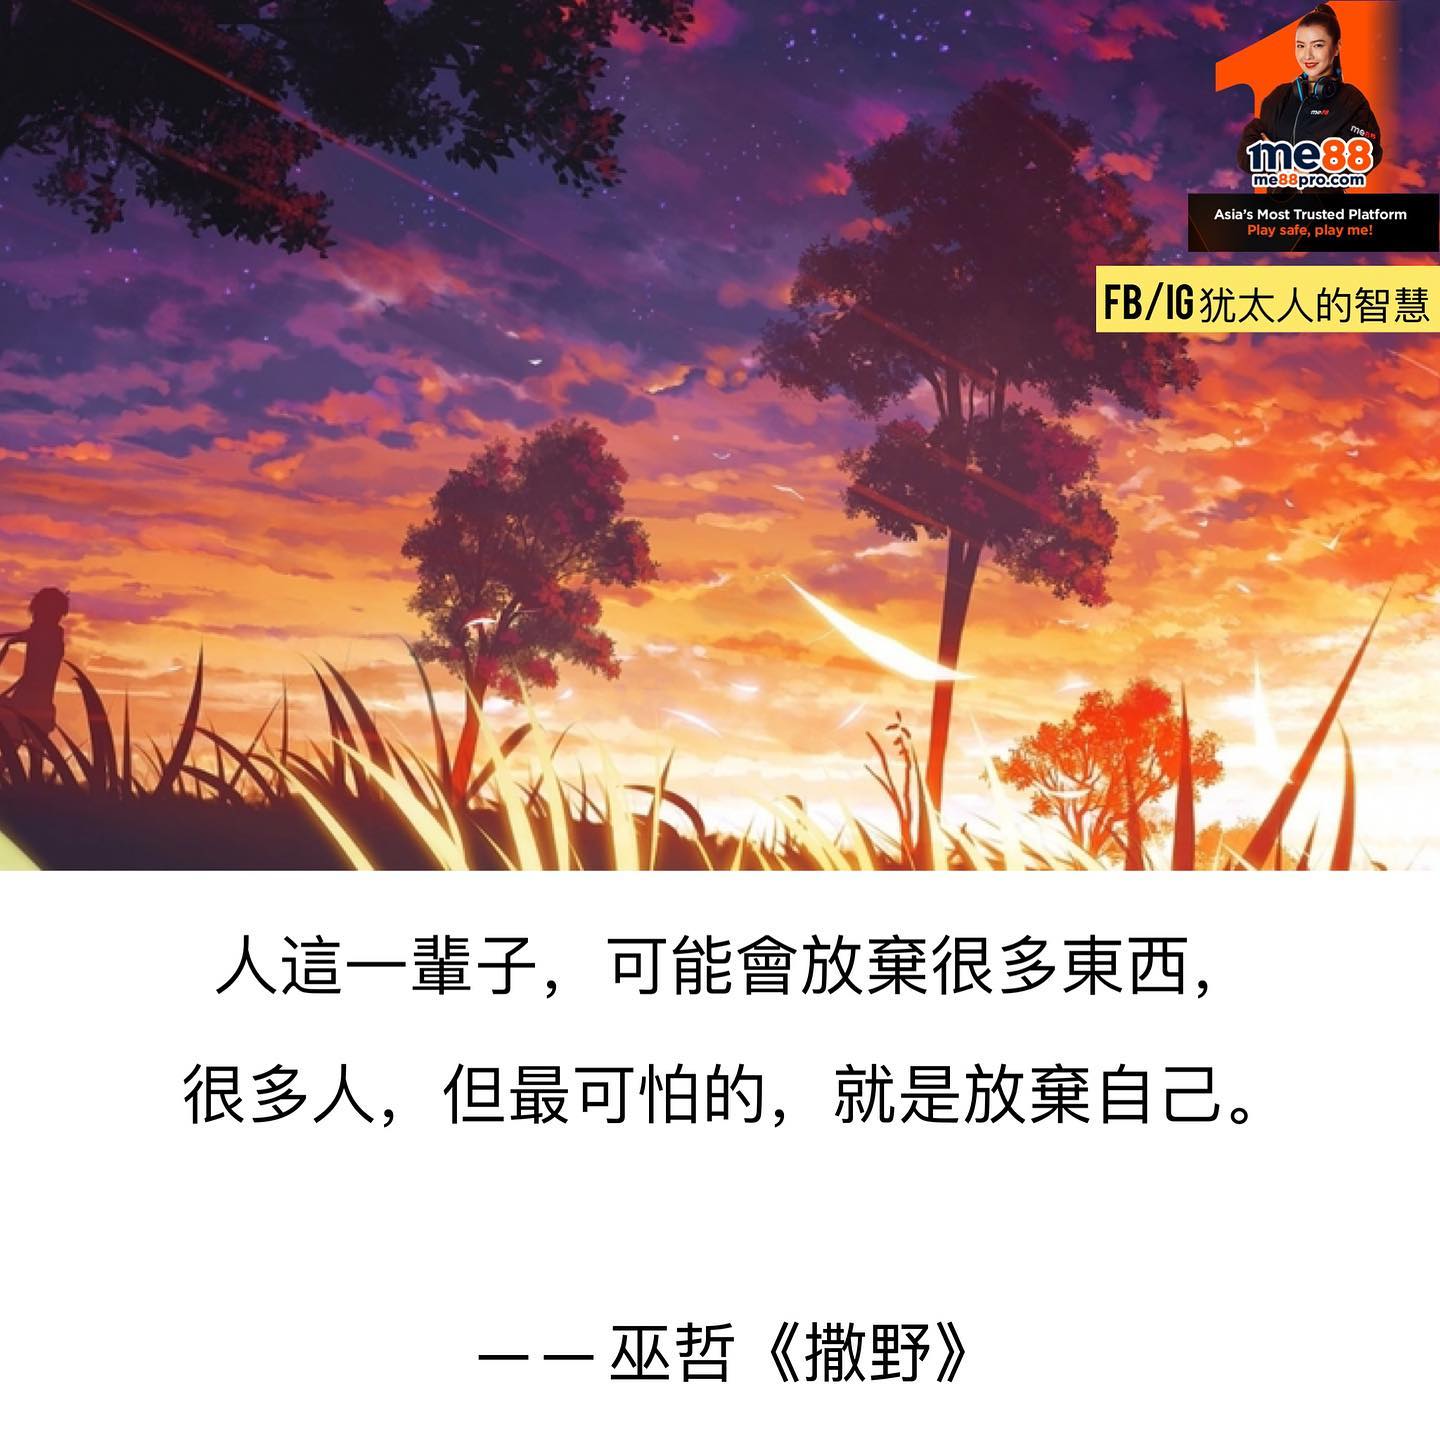 me88
me88
me88
me88pro.com
Asia's Most Trusted Platform
Play safe, play me!
FB/IG犹太人的智慧
人這一輩子，可能會放棄很多東西，
很多人，但最可怕的，就是放棄自己。
——巫哲《撒野》